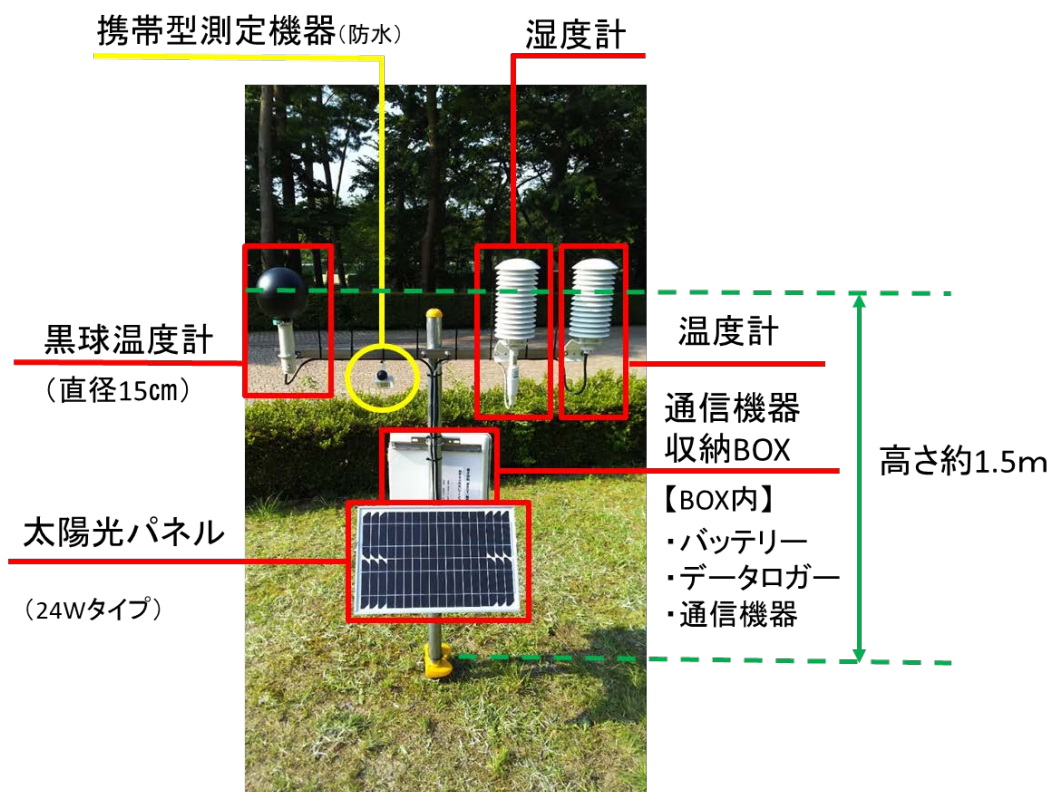 携帯型測定機器（防水）
湿度計
黒球温度計
（直径15㎝）
温度計
通信機器
収納BOX
【BOX内】
・バッテリー
・データロガー
・通信機器
高さ約1.5ｍ
太陽光パネル
（24Wタイプ）